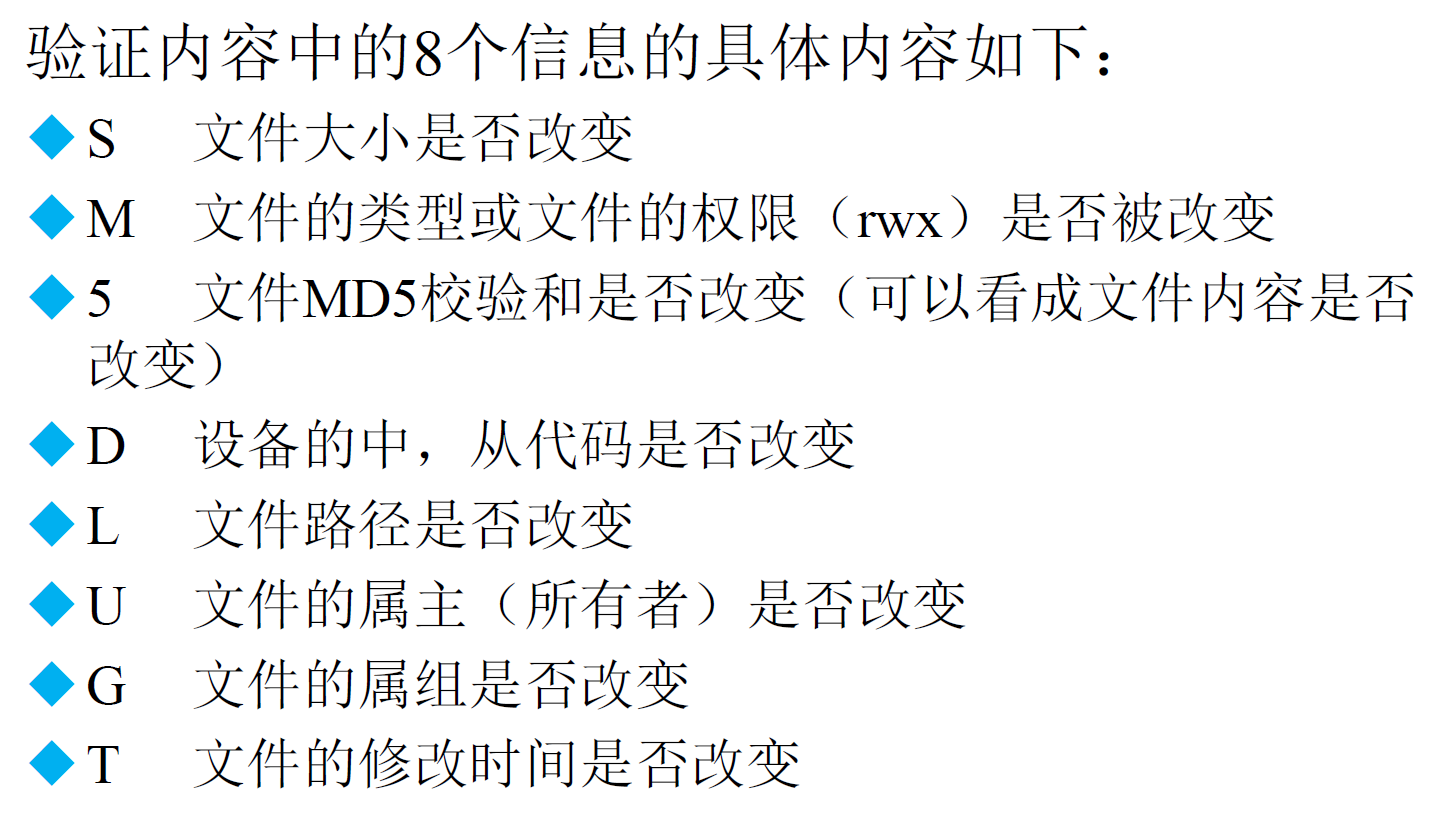 验证内容中的8个信息的具体内容如下：
S 文件大小是否改变
M 文件的类型或文件的权限（rwx）是否被改变
5 文件MD5校验和是否改变（可以看成文件内容是否
改变）
D 设备的中，从代码是否改变
L 文件路径是否改变
U 文件的属主（所有者）是否改变
G 文件的属组是否改变
T 文件的修改时间是否改变